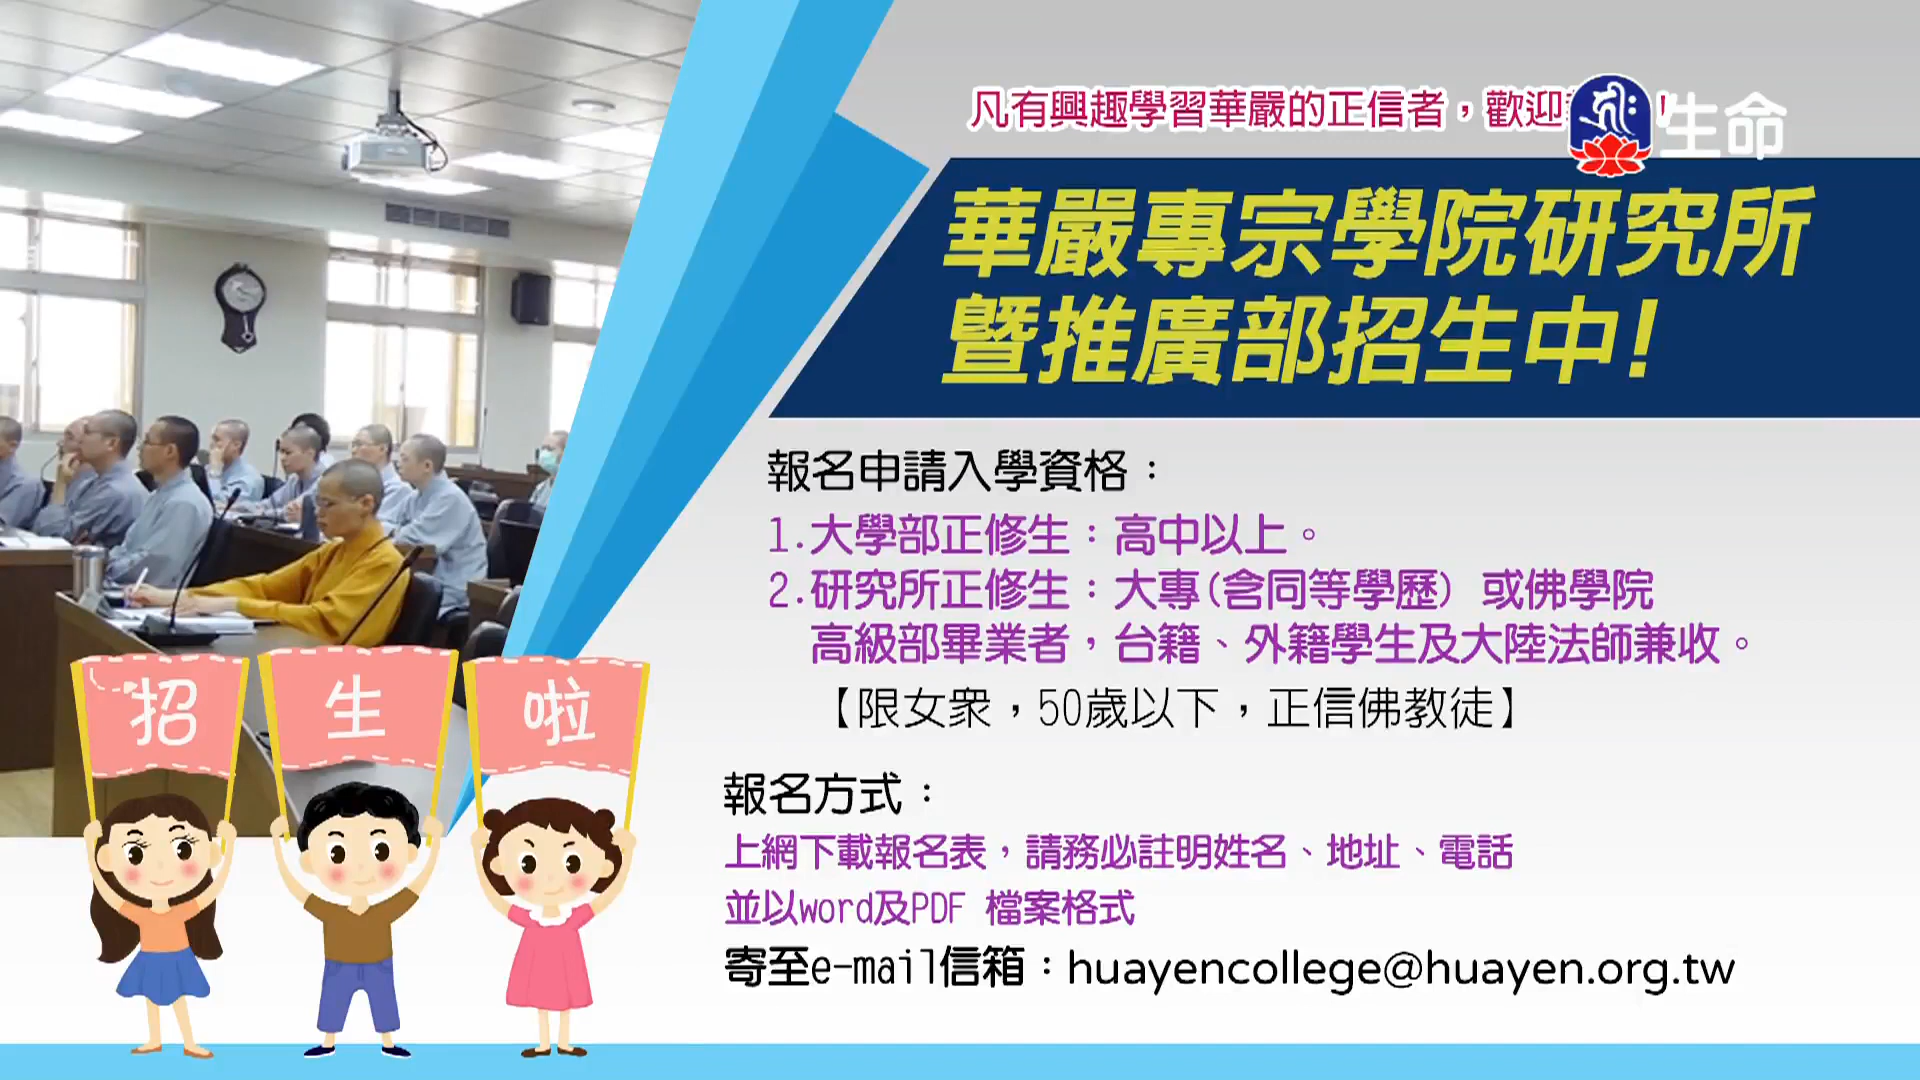 凡有興趣學習華嚴的正信者，歡迎
生命
華嚴專宗學院研究所
暨推廣部招生中!
報名申請入學資格：
1.大學部正修生：高中以上。
2.研究所正修生：大專(含同等學歷) 或佛學院
高級部畢業者，台籍、外籍學生及大陸法師兼收。
【限女衆，50歲以下，正信佛教徒】
招生啦
報名方式：
上網下載報名表，請務必註明姓名、地址、電話
並以word及PDF 檔案格式
寄至e-mail信箱：huayencollege@huayen.org.tw